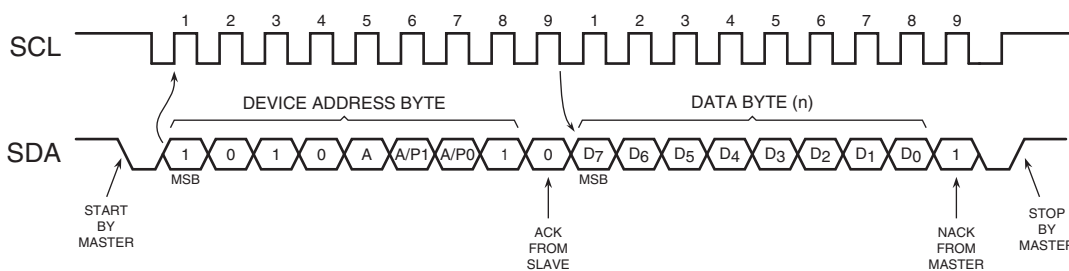 1 2 3 4 5 6 7 8 9 1 2 3 4 5 6 7 8 9
SCL
DEVICE ADDRESS BYTE DATA BYTE (n)
SDA 1 0 1 0 A A/P1 A/P0 1 0 D7 D6 D5 D4 D3 D2 D1 D0 1
MSB MSB
START
BY
MASTER
ACK
FROM
SLAVE
NACK
FROM
MASTER
STOP
BY
MASTER